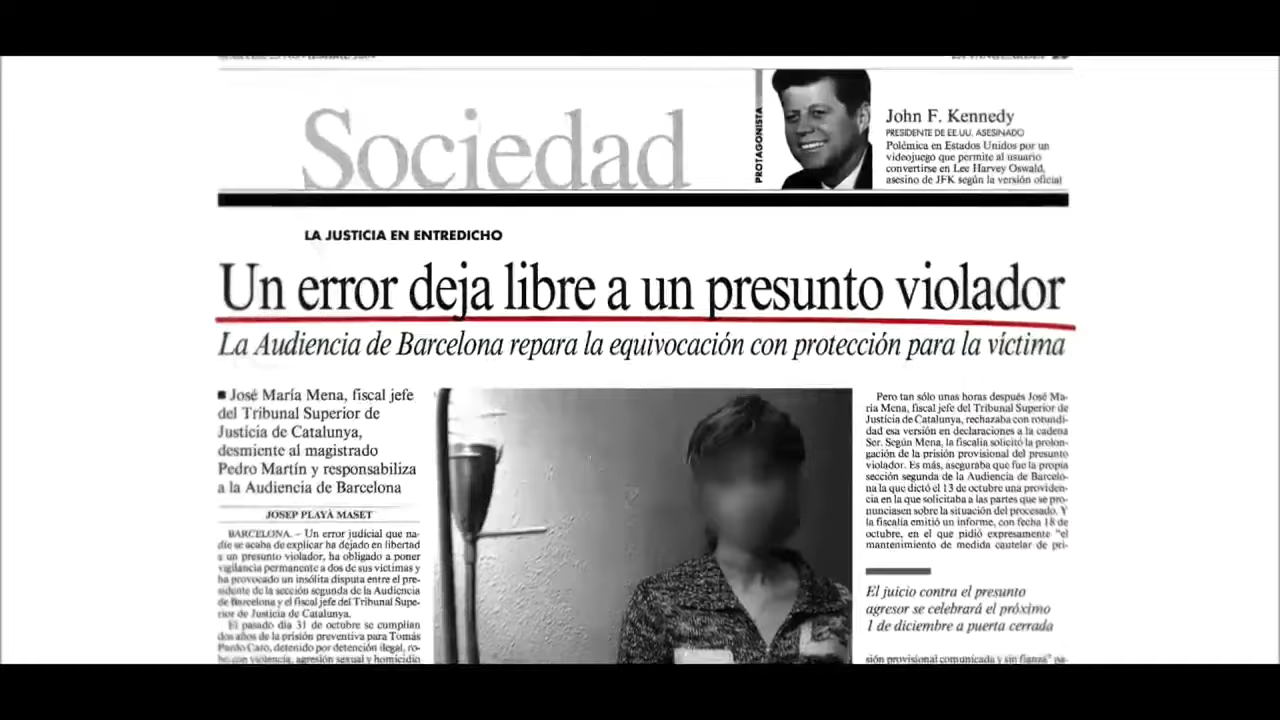 Sociedad
PROTAGONISTA
John F. Kennedy
PRESIDENTE DE EE.UU. ASESINADO
Polémica en Estados Unidos por un
videojuego que permite al usuario
convertirse en Lee Harvey Oswald,
asesino de JFK según la versión oficial
LA JUSTICIA EN ENTREDICHO
Un error deja libre a un presunto violador
La Audiencia de Barcelona repara la equivocación con protección para la víctima
■ José María Mena, fiscal jefe
del Tribunal Superior de
Justicia de Catalunya,
desmiente al magistrado
Pedro Martín y responsabiliza
a la Audiencia de Barcelona
JOSEP PLAYÀ MASET
BARCELONA. – Un error judicial que na-
die se acaba de explicar ha dejado en libertad
a un presunto violador, ha obligado a poner
vigilancia permanente a dos de sus víctimas y
ha provocado un insólita disputa entre el pre-
sidente de la sección segunda de la Audiencia
de Barcelona y el fiscal jefe del Tribunal Supe-
rior de Justicia de Catalunya.
El pasado día 31 de octubre se cumplían
dos años de la prisión preventiva para Tomás
Pardo Caro, detenido por detención ilegal, ro-
bo con violencia, agresión sexual y homicidio
Pero tan sólo unas horas después José Ma-
ria Mena, fiscal jefe del Tribunal Superior de
Justicia de Catalunya, rechazaba con rotundi-
dad esa versión en declaraciones a la cadena
Ser. Según Mena, la fiscalía solicitó la prolon-
gación de la prisión provisional del presunto
violador. Es más, aseguraba que fue la propia
sección segunda de la Audiencia de Barcelo-
na la que dictó el 13 de octubre una providen-
cia en la que solicitaba a las partes que se pro-
nunciasen sobre la situación del procesado. Y
la fiscalía emitió un informe, con fecha 18 de
octubre, en el que pidió expresamente “el
mantenimiento de medida cautelar de pri-
El juicio contra el presunto
agresor se celebrará el próximo
1 de diciembre a puerta cerrada
sión provisional comunicada y sin fianza” pa-